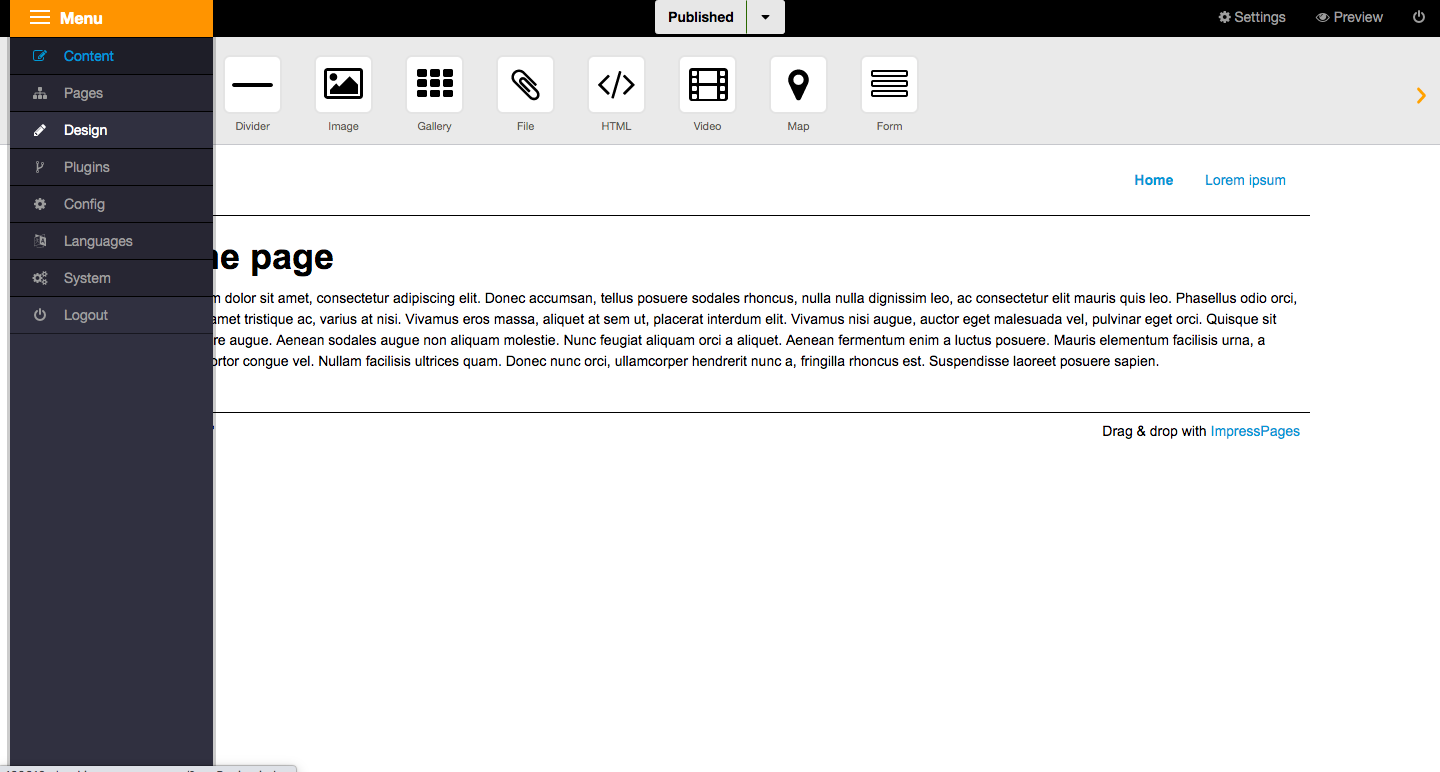 Menu
Published
Settings
Preview
Content
Pages
Design
Plugins
Config
Languages
System
Logout
Divider
Image
Gallery
File
HTML
Video
Map
Form
Home
Lorem ipsum
page
dolor sit amet, consectetur adipiscing elit. Donec accumsan, tellus posuere sodales rhoncus, nulla nulla dignissim leo, ac consectetur elit mauris quis leo. Phasellus odio orci,
amet tristique ac, varius at nisi. Vivamus eros massa, aliquet at sem ut, placerat interdum elit. Vivamus nisi augue, auctor eget malesuada vel, pulvinar eget orci. Quisque sit
augue. Aenean sodales augue non aliquam molestie. Nunc feugiat aliquam orci a aliquet. Aenean fermentum enim a luctus posuere. Mauris elementum facilisis urna, a
congue vel. Nullam facilisis ultrices quam. Donec nunc orci, ullamcorper hendrerit nunc a, fringilla rhoncus est. Suspendisse laoreet posuere sapien.
Drag & drop with ImpressPages